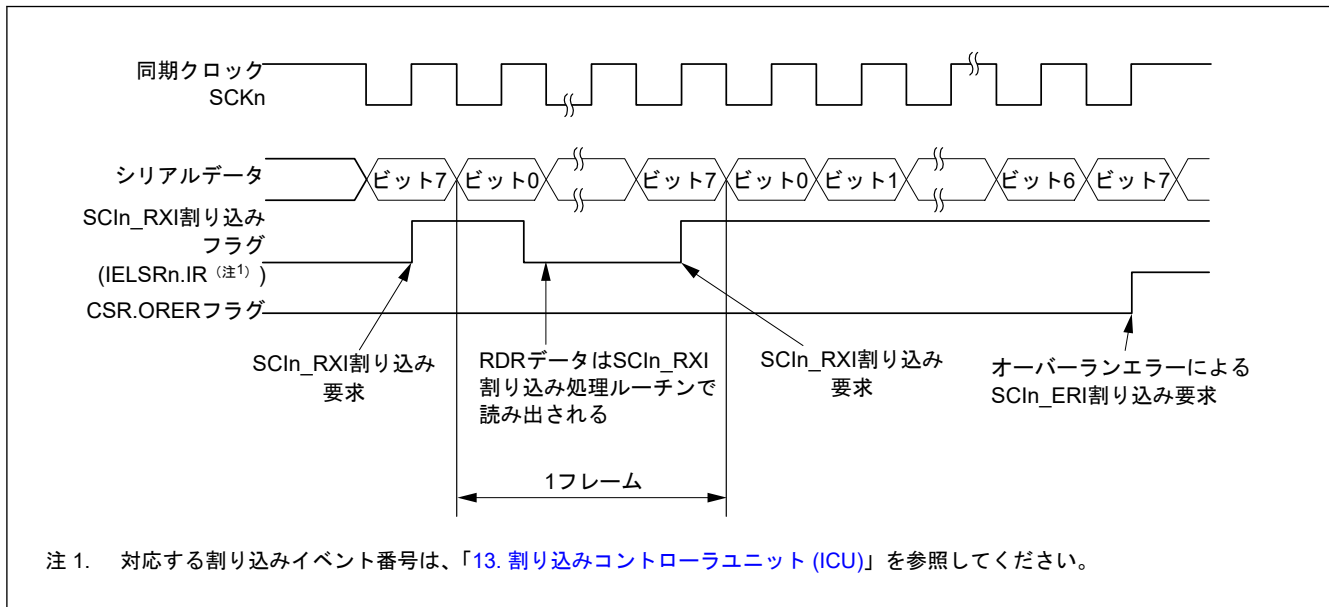 同期クロック
SCKn
シリアルデータ
ビット7 ビット0 ビット7 ビット0 ビット1 ビット6 ビット7
SCIn_RXI割り込み
フラグ
(IELSRn.IR（注1）)
CSR.ORERフラグ
SCIn_RXI割り込み
要求
RDRデータはSCIn_RXI
割り込み処理ルーチンで
読み出される
SCIn_RXI割り込み
要求
オーバーランエラーによる
SCIn_ERI割り込み要求
1フレーム
注 1. 対応する割り込みイベント番号は、「13. 割り込みコントローラユニット (ICU)」を参照してください。